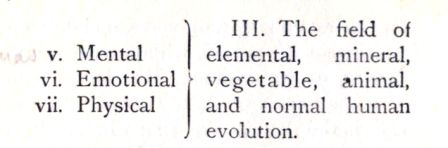 III. The field of
v. Mental elemental, mineral,
vi. Emotional vegetable, animal,
vii. Physical and normal human
evolution.